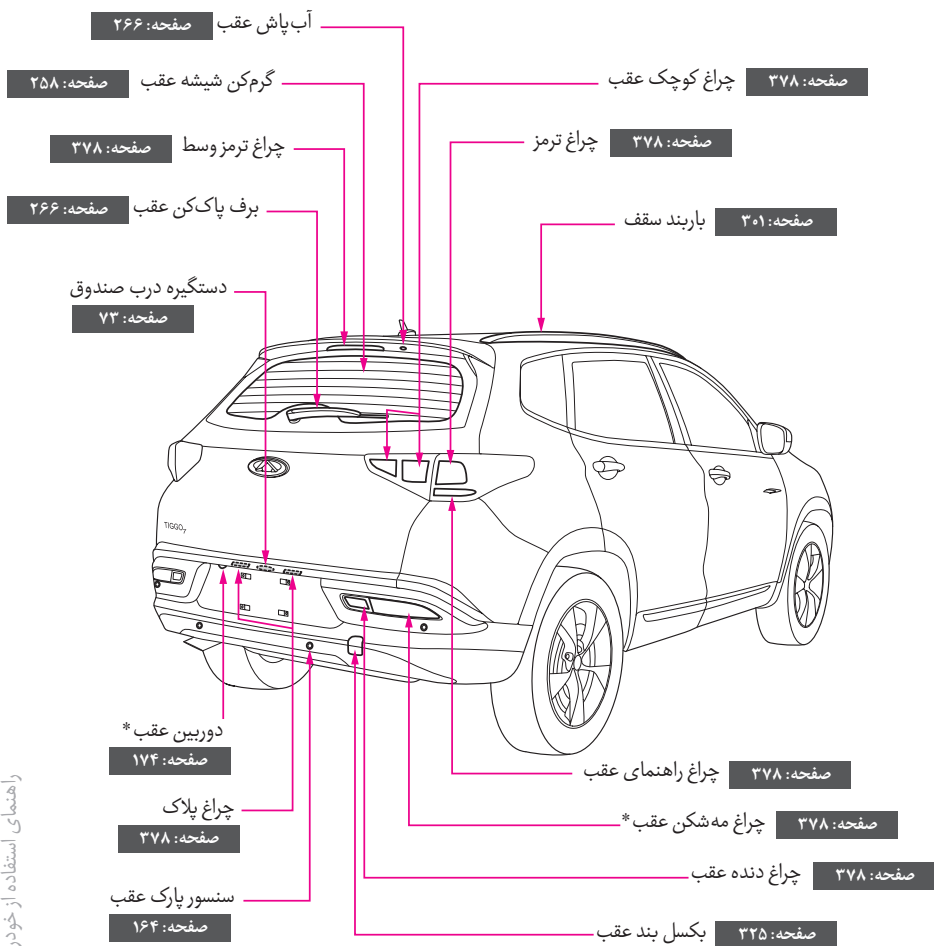 آب‌پاش عقب صفحه: ۲۶۶
گرم‌کن شیشه عقب صفحه: ۲۵۸
چراغ کوچک عقب صفحه: ۳۷۸
چراغ ترمز وسط صفحه: ۳۷۸
چراغ ترمز صفحه: ۳۷۸
برف پاک‌کن عقب صفحه: ۲۶۶
باربند سقف صفحه: ۳۰۱
دستگیره درب صندوق
صفحه: ۷۳
TIGGO7
دوربین عقب*
صفحه: ۱۷۴
چراغ راهنمای عقب صفحه: ۳۷۸
چراغ پلاک
صفحه: ۳۷۸
چراغ مه‌شکن عقب* صفحه: ۳۷۸
چراغ دنده عقب صفحه: ۳۷۸
سنسور پارک عقب
صفحه: ۱۶۴
بکسل بند عقب صفحه: ۳۲۵
راهنمای استفاده از